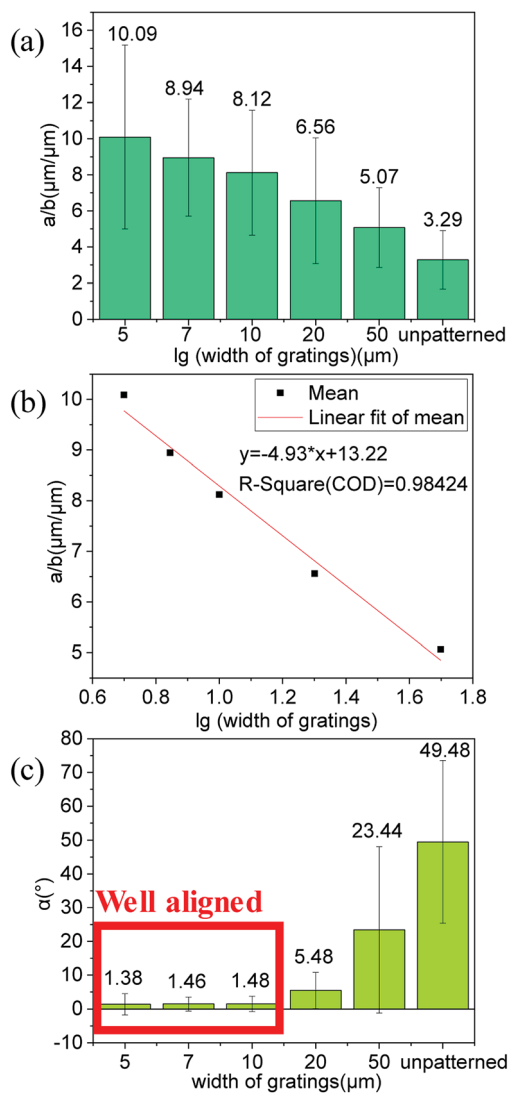 (a)
16
14
12
10
8
6
4
2
0
a/b(μm/μm)
10.09
8.94
8.12
6.56
5.07
3.29
5 7 10 20 50 unpatterned
lg (width of gratings)(μm)
(b)
10
9
8
7
6
5
a/b(μm/μm)
Mean
Linear fit of mean
y=-4.93*x+13.22
R-Square(COD)=0.98424
0.6 0.8 1.0 1.2 1.4 1.6 1.8
lg (width of gratings)
(c)
80
70
60
50
40
30
20
10
0
-10
α(°)
Well aligned
1.38
1.46
1.48
5.48
23.44
49.48
5 7 10 20 50 unpatterned
width of gratings(μm)